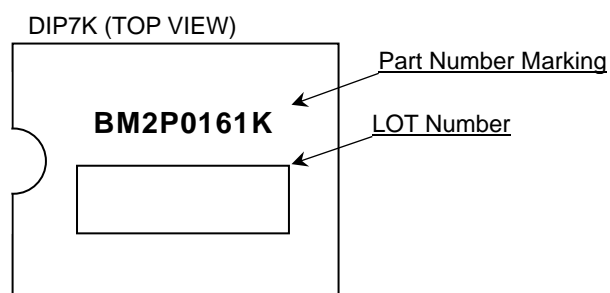 DIP7K (TOP VIEW)
Part Number Marking
BM2P0161K
LOT Number